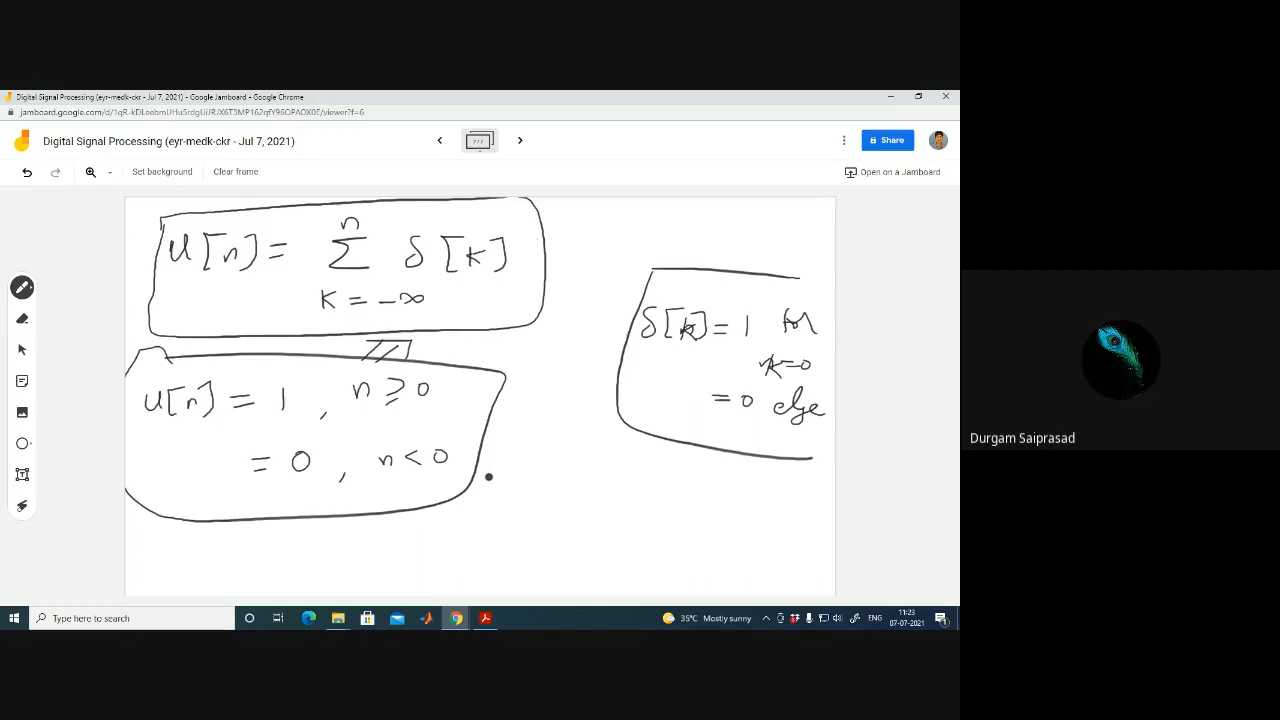 Digital Signal Processing (eyr-medk-ckr - Jul 7, 2021) - Google Jamboard - Google Chrome
Digital Signal Processing (eyr-medk-ckr - Jul 7, 2021)
Share
Set background
Clear frame
Open on a Jamboard
u[n] = n Σ k = -∞ δ[k]
u[n] = 1 , n ≥ 0
= 0 , n < 0
δ[k] = 1 for
k=0
= 0 else
Durgam Saiprasad
Type here to search
35°C Mostly sunny
ENG
11:23
07-07-2021